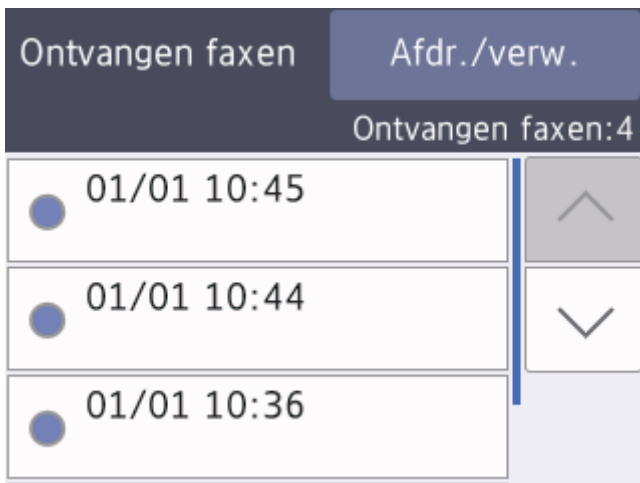 Ontvangen faxen
Afdr./verw.
Ontvangen faxen:4
01/01 10:45
01/01 10:44
01/01 10:36